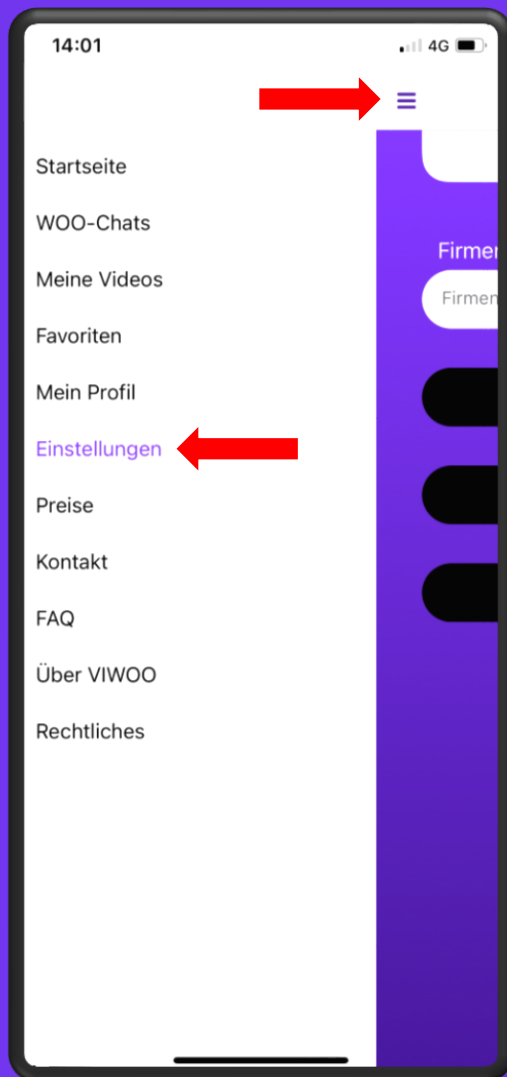 14:01
4G
Startseite
WOO-Chats
Meine Videos
Favoriten
Mein Profil
Einstellungen
Preise
Kontakt
FAQ
Über VIWOO
Rechtliches
Firmen
Firmen